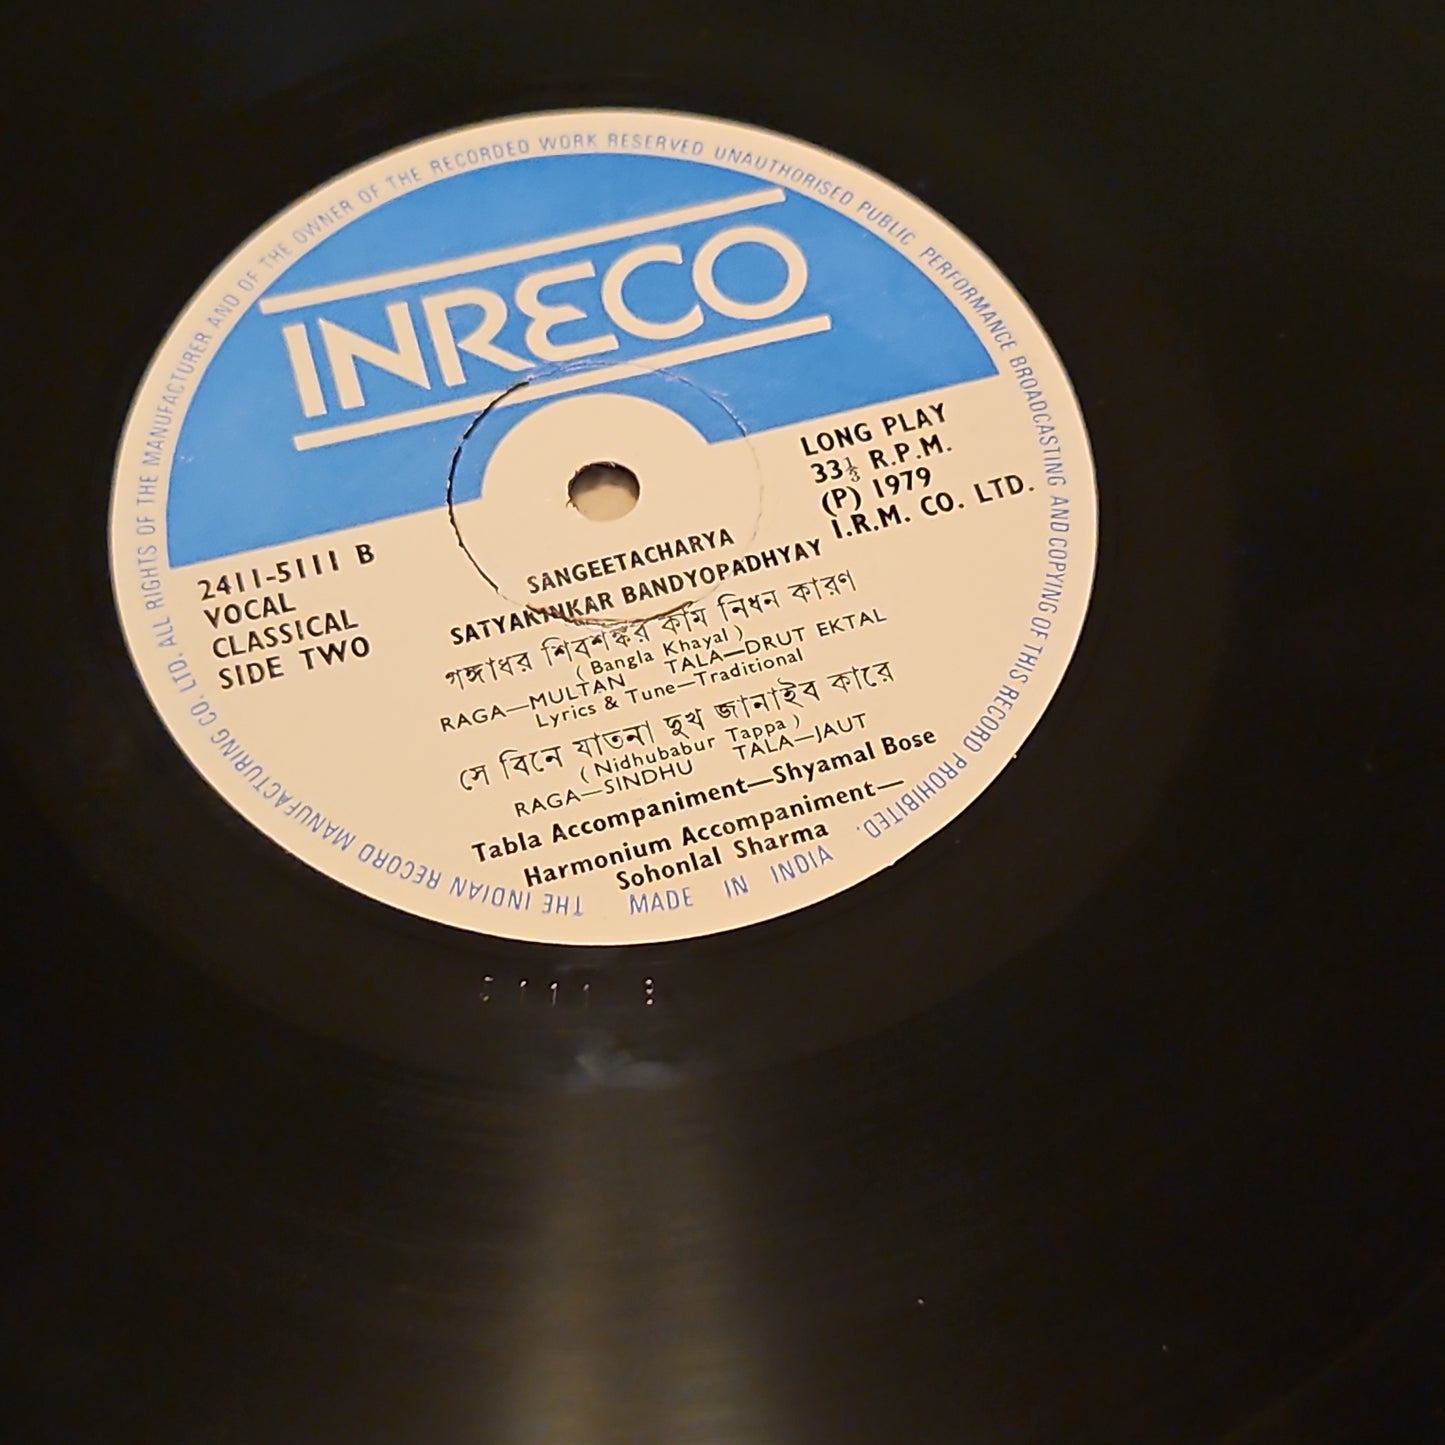 ALL RIGHTS OF THE MANUFACTURER AND OF THE OWNER OF THE RECORDED WORK RESERVED UNAUTHORISED PUBLIC PERFORMANCE BROADCASTING AND COPYING OF THIS RECORD PROHIBITED.
INRECO
LONG PLAY
33⅓ R.P.M.
(P) 1979
I.R.M. CO. LTD.
2411-5111 B
VOCAL
CLASSICAL
SIDE TWO
SANGEETACHARYA
SATYAKINKAR BANDYOPADHYAY
গঙ্গাধর শিবশঙ্কর কাম নিধন কারণ
(Bangla Khayal)
RAGA—MULTAN TALA—DRUT EKTAL
Lyrics & Tune—Traditional
সে বিনে যাতনা দুখ জানাইব কারে
(Nidhubabur Tappa)
RAGA—SINDHU TALA—JAUT
Tabla Accompaniment—Shyamal Bose
Harmonium Accompaniment—
Sohonlal Sharma
THE INDIAN RECORD MANUFACTURING CO. LTD.
MADE IN INDIA